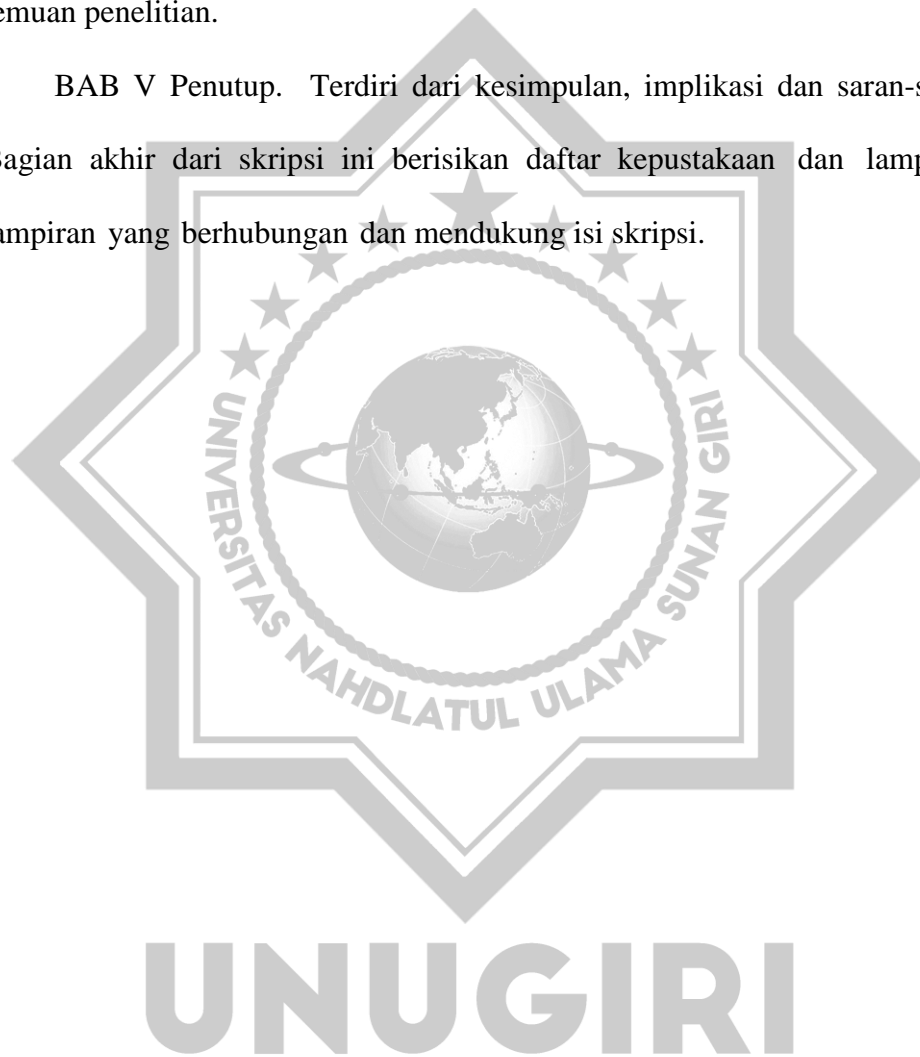 emuan penelitian.
BAB V Penutup. Terdiri dari kesimpulan, implikasi dan saran-s
Bagian akhir dari skripsi ini berisikan daftar kepustakaan dan lamp
ampiran yang berhubungan dan mendukung isi skripsi.
UNIVERSITAS NAHDLATUL ULAMA SUNAN GIRI
UNUGIRI